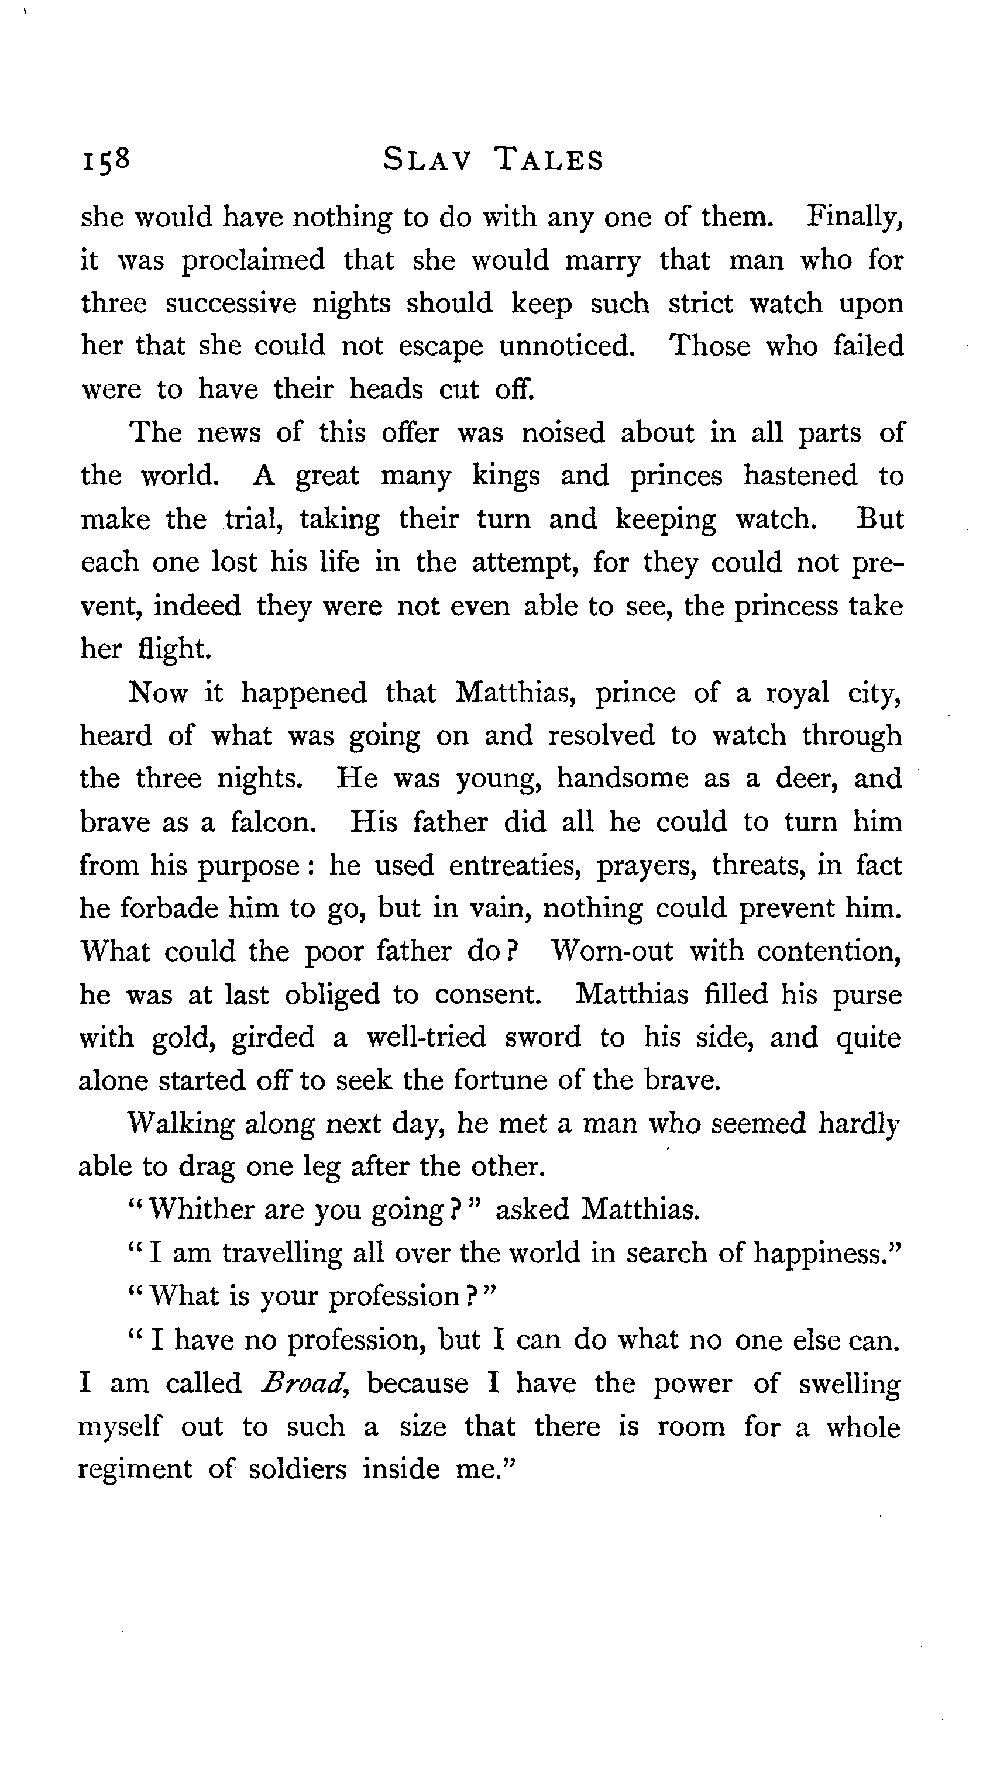 158 SLAV TALES
she would have nothing to do with any one of them. Finally,
it was proclaimed that she would marry that man who for
three successive nights should keep such strict watch upon
her that she could not escape unnoticed. Those who failed
were to have their heads cut off.
The news of this offer was noised about in all parts of
the world. A great many kings and princes hastened to
make the trial, taking their turn and keeping watch. But
each one lost his life in the attempt, for they could not pre-
vent, indeed they were not even able to see, the princess take
her flight.
Now it happened that Matthias, prince of a royal city,
heard of what was going on and resolved to watch through
the three nights. He was young, handsome as a deer, and
brave as a falcon. His father did all he could to turn him
from his purpose : he used entreaties, prayers, threats, in fact
he forbade him to go, but in vain, nothing could prevent him.
What could the poor father do ? Worn-out with contention,
he was at last obliged to consent. Matthias filled his purse
with gold, girded a well-tried sword to his side, and quite
alone started off to seek the fortune of the brave.
Walking along next day, he met a man who seemed hardly
able to drag one leg after the other.
“ Whither are you going ? ” asked Matthias.
“ I am travelling all over the world in search of happiness.”
“ What is your profession ? ”
“ I have no profession, but I can do what no one else can.
I am called Broad, because I have the power of swelling
myself out to such a size that there is room for a whole
regiment of soldiers inside me.”